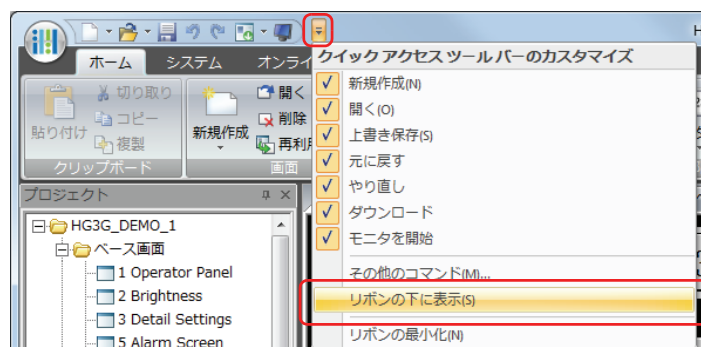 ホーム
システム
オンライ
貼り付け
切り取り
コピー
複製
クリップボード
新規作成
開く
削除
再利用
画面
クイック アクセス ツール バーのカスタマイズ
新規作成(N)
開く(O)
上書き保存(S)
元に戻す
やり直し
ダウンロード
モニタを開始
その他のコマンド(M)...
リボンの下に表示(S)
リボンの最小化(N)
プロジェクト
HG3G_DEMO_1
ベース画面
1 Operator Panel
2 Brightness
3 Detail Settings
5 Alarm Screen